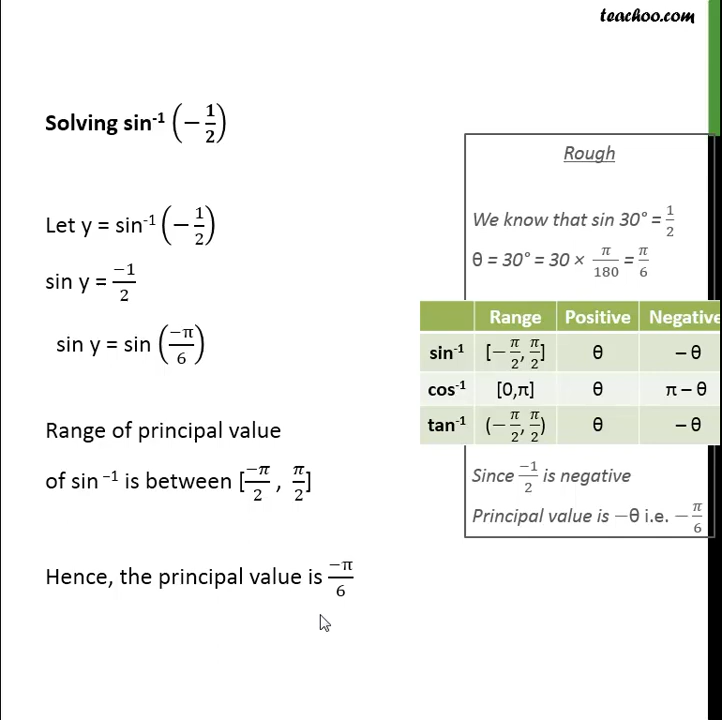 teachoo.com
Solving sin⁻¹ (−1/2)
Let y = sin⁻¹ (−1/2)
sin y = −1/2
sin y = sin (−π/6)
Range of principal value
of sin ⁻¹ is between [−π/2 , π/2]
Hence, the principal value is −π/6
Rough
We know that sin 30° = 1/2
θ = 30° = 30 × π/180 = π/6
Range Positive Negative
sin⁻¹ [−π/2, π/2] θ − θ
cos⁻¹ [0,π] θ π − θ
tan⁻¹ (−π/2, π/2) θ − θ
Since −1/2 is negative
Principal value is −θ i.e. −π/6